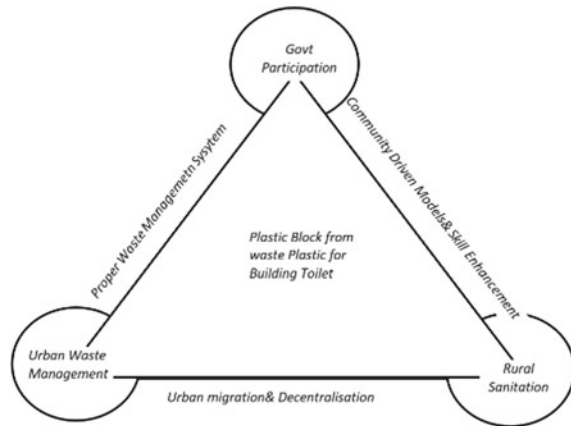 Govt
Participation
Proper Waste Managemetn Sysytem
Community Driven Models& Skill Enhancement
Plastic Block from
waste Plastic for
Building Toilet
Urban Waste
Management
Rural
Sanitation
Urban migration& Decentralisation